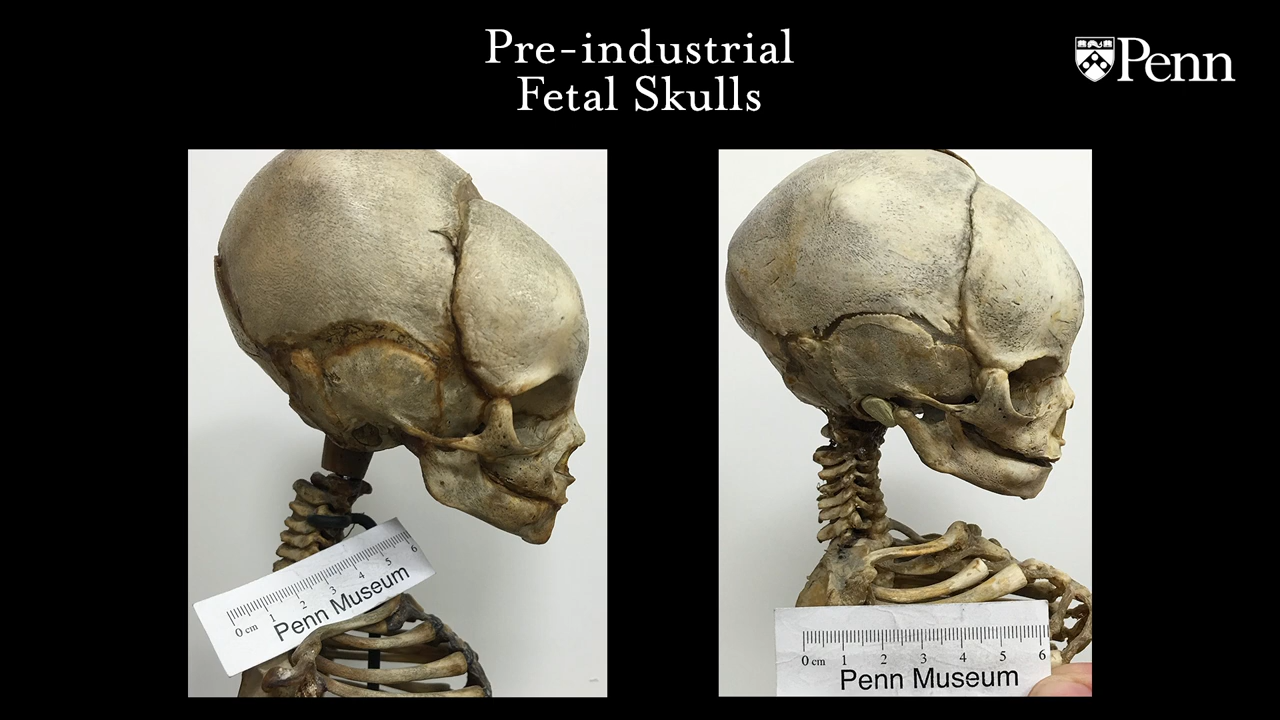 Pre-industrial
Fetal Skulls
Penn
0 cm 1 2 3 4 5 6
Penn Museum
0 cm 1 2 3 4 5 6
Penn Museum